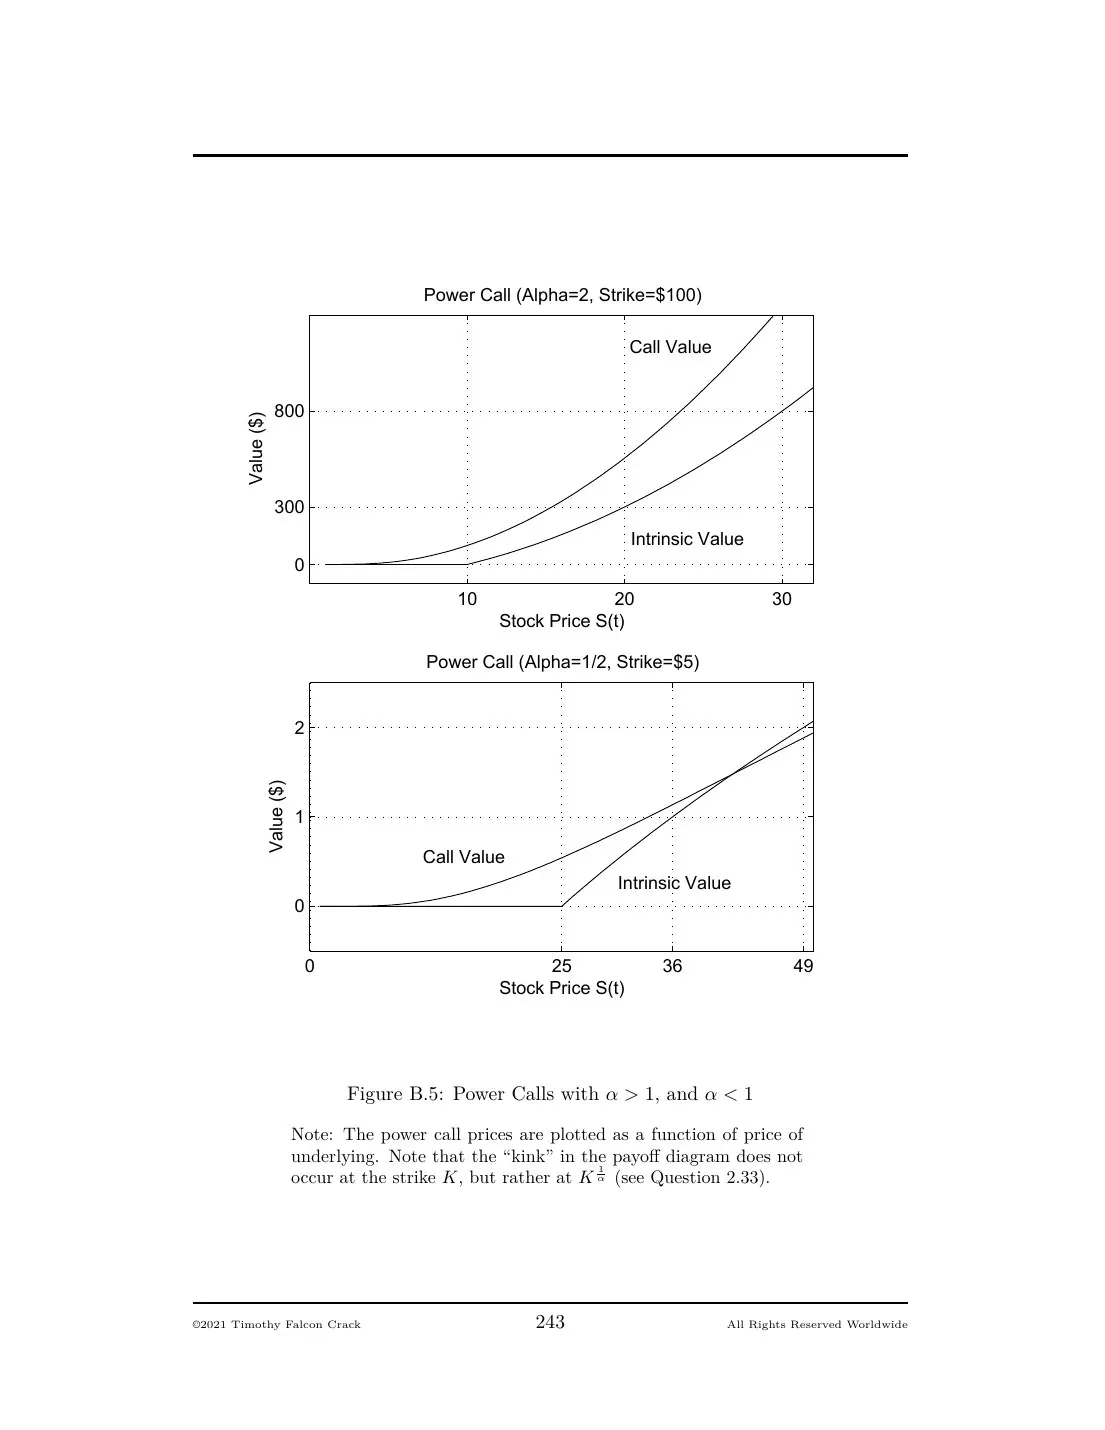 Power Call (Alpha=2, Strike=$100)
Call Value
800
Value ($)
300
Intrinsic Value
0
10 20 30
Stock Price S(t)
Power Call (Alpha=1/2, Strike=$5)
2
Value ($)
1
Call Value
Intrinsic Value
0
0 25 36 49
Stock Price S(t)
Figure B.5: Power Calls with α > 1, and α < 1
Note: The power call prices are plotted as a function of price of
underlying. Note that the “kink” in the payoff diagram does not
occur at the strike K, but rather at K^{1/α} (see Question 2.33).
©2021 Timothy Falcon Crack 243 All Rights Reserved Worldwide